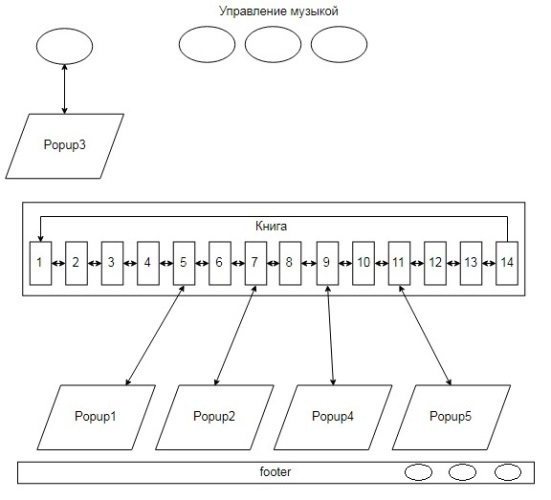 Управление музыкой
Popup3
Книга
1 2 3 4 5 6 7 8 9 10 11 12 13 14
Popup1 Popup2 Popup4 Popup5
footer